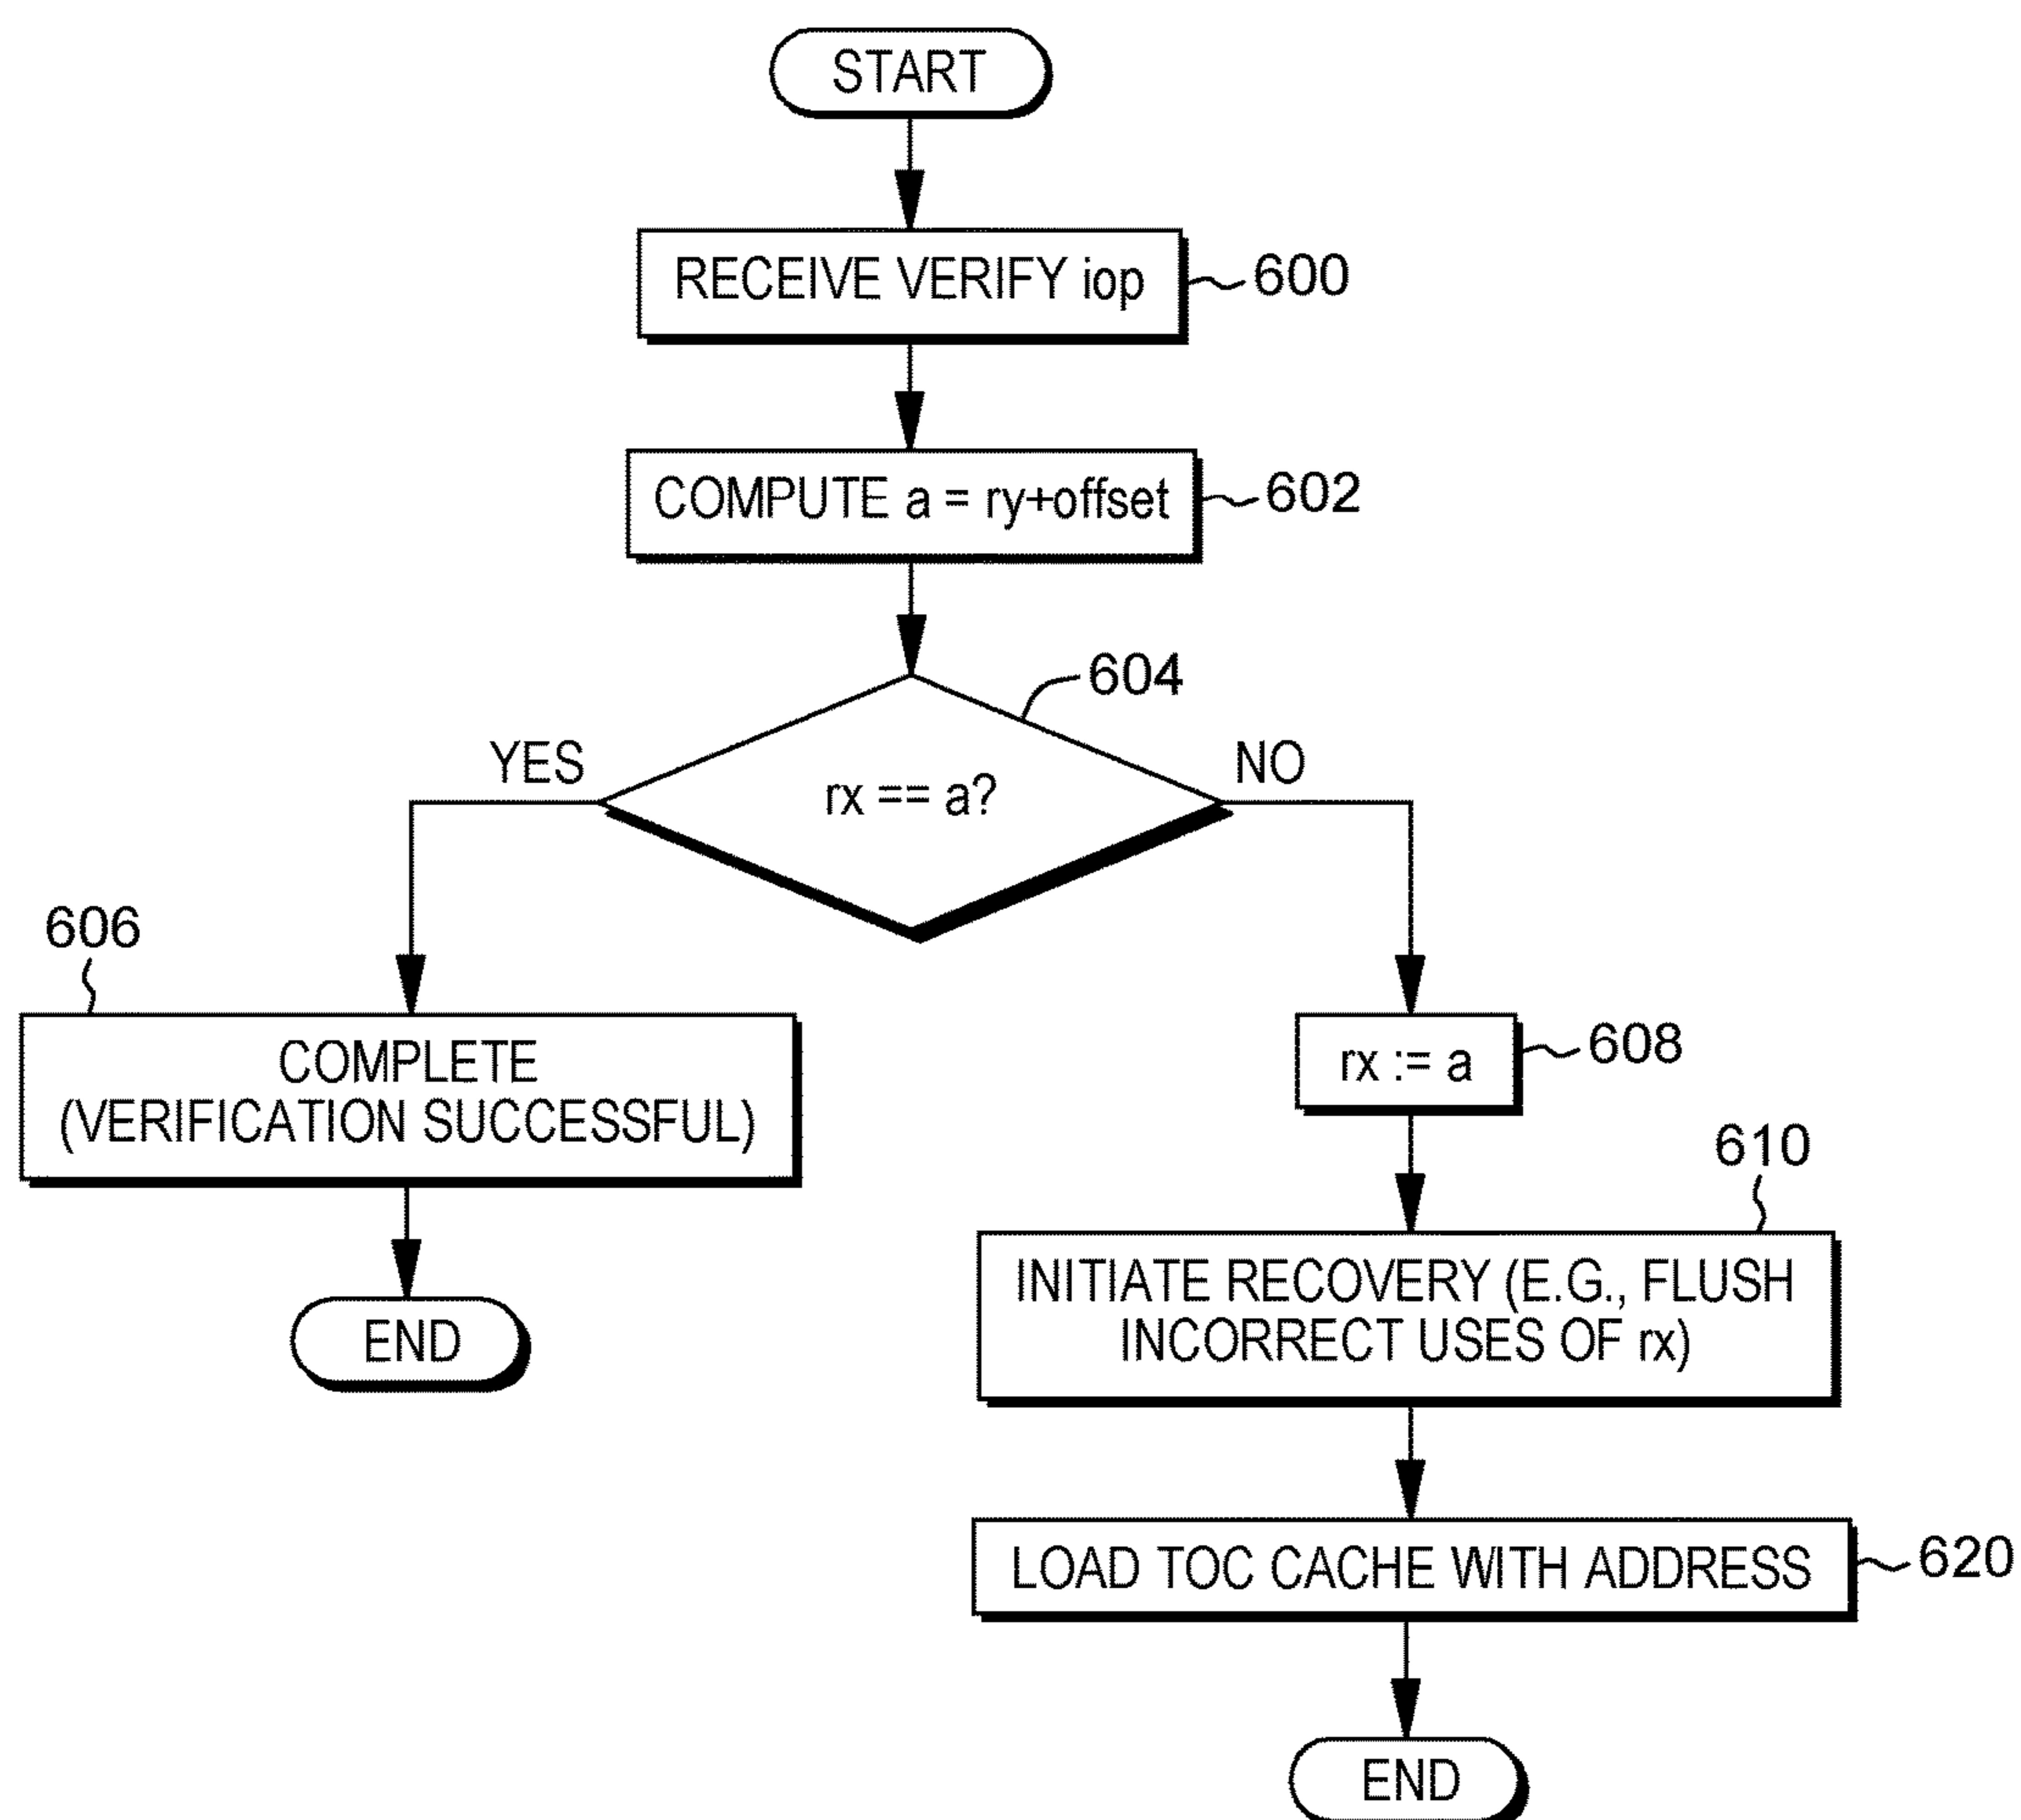 START
RECEIVE VERIFY iop
600
COMPUTE a = ry+offset
602
604
YES
rx == a?
NO
606
COMPLETE
(VERIFICATION SUCCESSFUL)
END
rx := a
608
610
INITIATE RECOVERY (E.G., FLUSH
INCORRECT USES OF rx)
LOAD TOC CACHE WITH ADDRESS
620
END